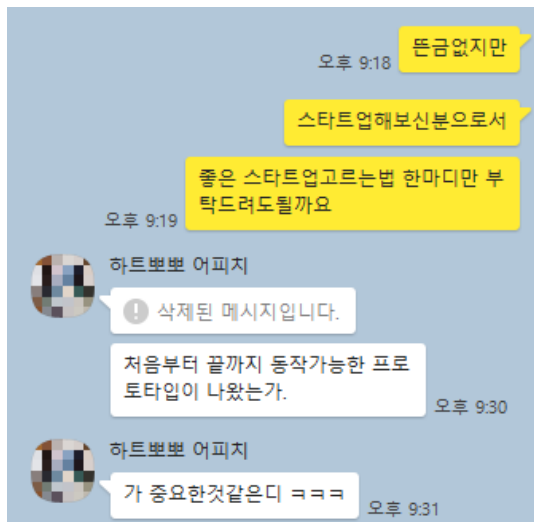 뜬금없지만
오후 9:18
스타트업해보신분으로서
좋은 스타트업고르는법 한마디만 부
탁드려도될까요
오후 9:19
하트뽀뽀 어피치
삭제된 메시지입니다.
처음부터 끝까지 동작가능한 프로
토타입이 나왔는가.
오후 9:30
하트뽀뽀 어피치
가 중요한것같은디 ㅋㅋㅋ
오후 9:31